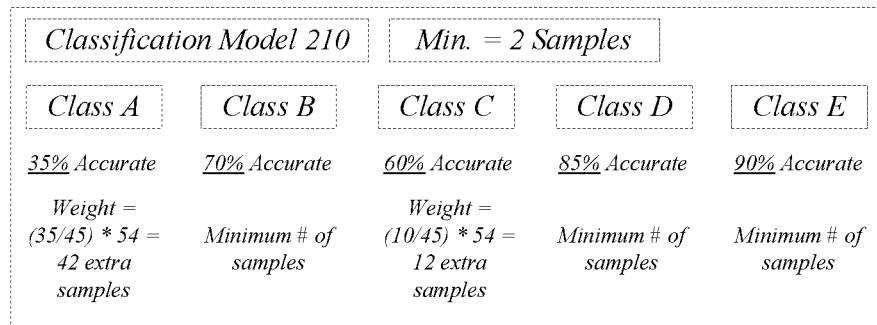 Classification Model 210
Min. = 2 Samples
Class A
Class B
Class C
Class D
Class E
35% Accurate
70% Accurate
60% Accurate
85% Accurate
90% Accurate
Weight =
(35/45) * 54 =
42 extra
samples
Minimum # of
samples
Weight =
(10/45) * 54 =
12 extra
samples
Minimum # of
samples
Minimum # of
samples